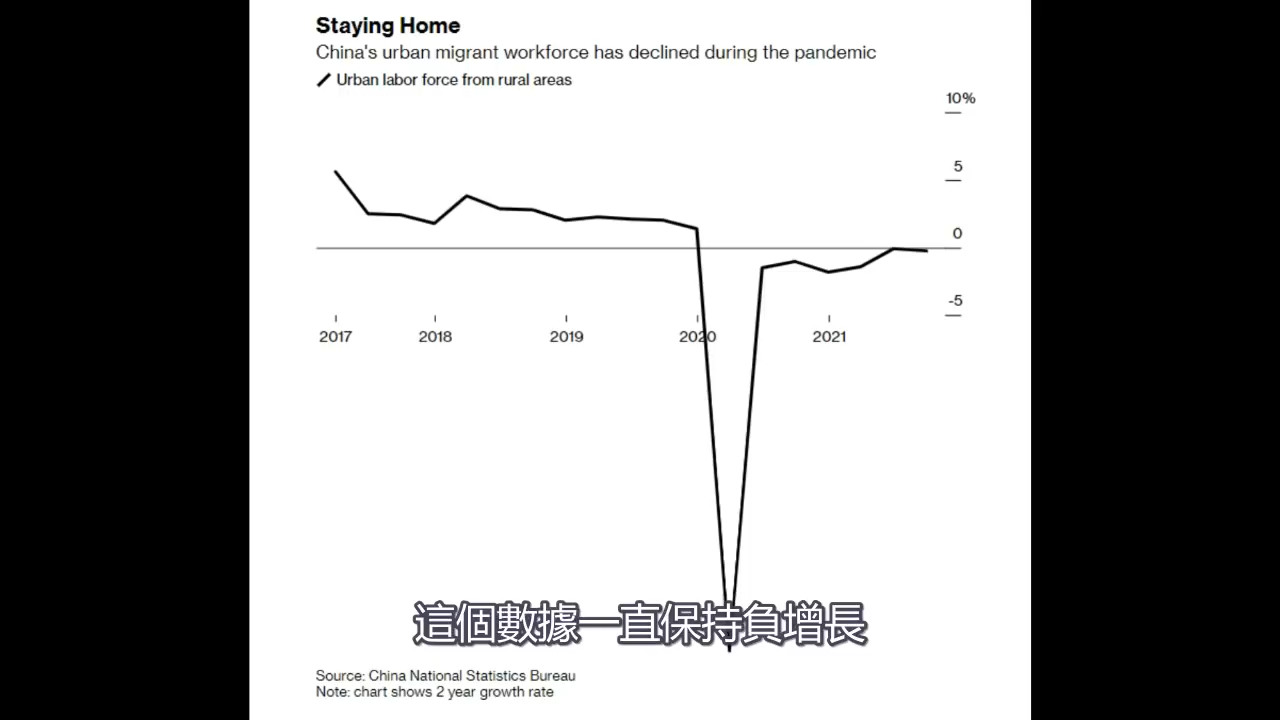 Staying Home
China's urban migrant workforce has declined during the pandemic
Urban labor force from rural areas
10%
5
0
-5
2017 2018 2019 2020 2021
這個數據一直保持負增長
Source: China National Statistics Bureau
Note: chart shows 2 year growth rate